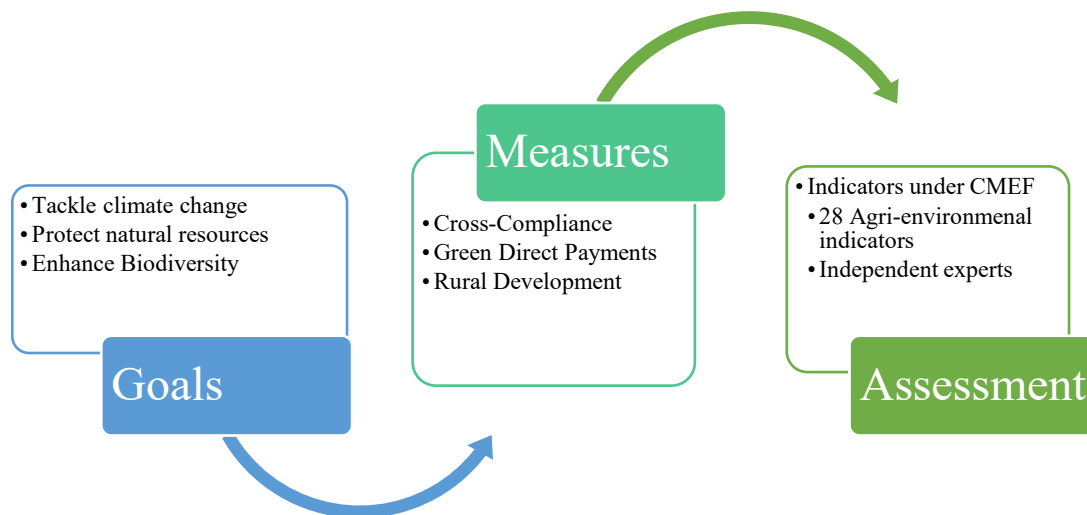 • Tackle climate change
• Protect natural resources
• Enhance Biodiversity
Goals
Measures
• Cross-Compliance
• Green Direct Payments
• Rural Development
• Indicators under CMEF
• 28 Agri-environmenal
indicators
• Independent experts
Assessment